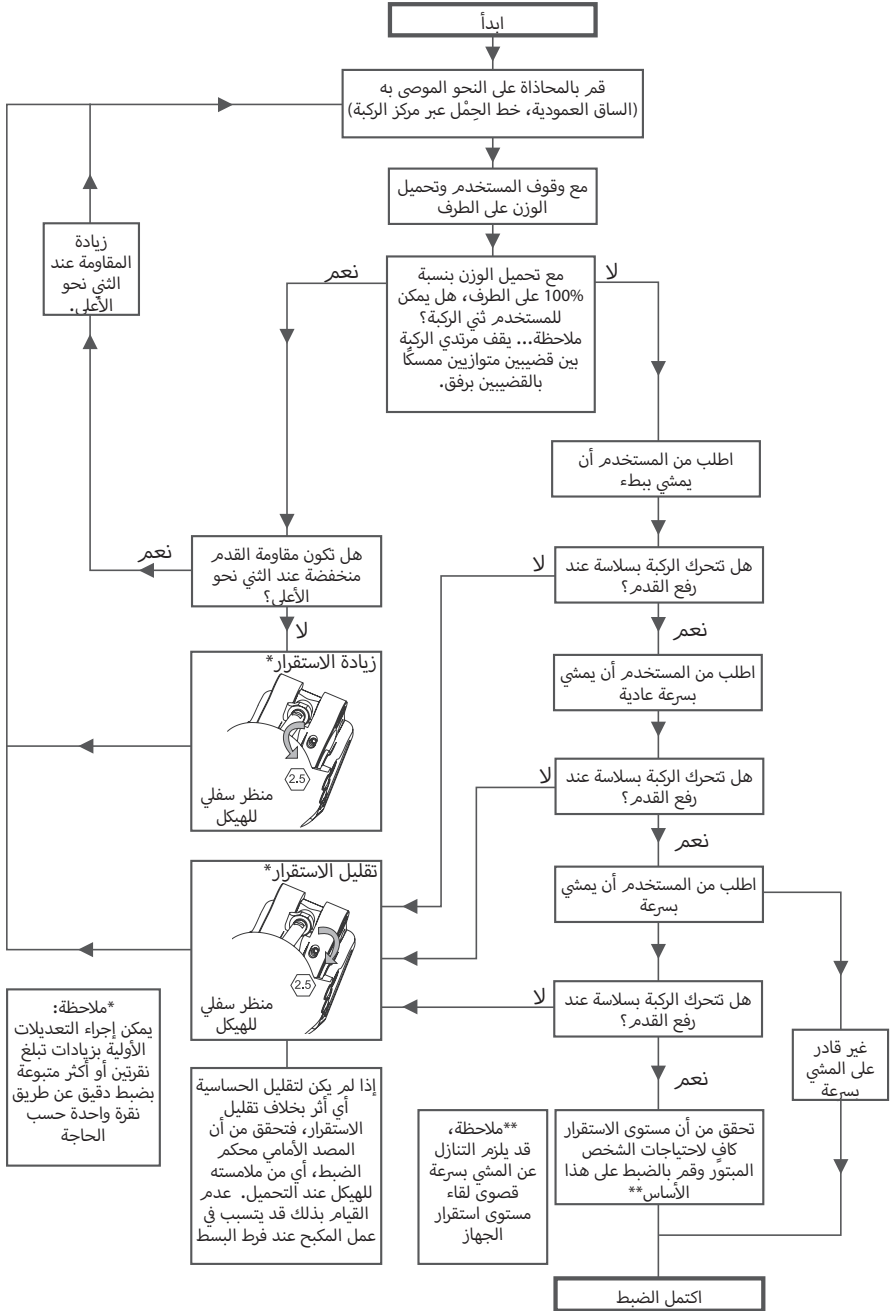 ابدأ
قم بالمحاذاة على النحو الموصى به
(الساق العمودية، خط الحِمْل عبر مركز الركبة)
مع وقوف المستخدم وتحميل
الوزن على الطرف
زيادة
المقاومة عند
الثني نحو
الأعلى.
نعم
مع تحميل الوزن بنسبة
100% على الطرف، هل يمكن
للمستخدم ثني الركبة؟
ملاحظة... يقف مرتدي الركبة
بين قضيبين متوازيين ممسكًا
بالقضيبين برفق.
لا
اطلب من المستخدم أن
يمشي ببطء
نعم
هل تكون مقاومة القدم
منخفضة عند الثني نحو
الأعلى؟
لا
هل تتحرك الركبة بسلاسة عند
رفع القدم؟
لا
نعم
زيادة الاستقرار*
2.5
منظر سفلي
للهيكل
اطلب من المستخدم أن يمشي
بسرعة عادية
هل تتحرك الركبة بسلاسة عند
رفع القدم؟
لا
نعم
تقليل الاستقرار*
2.5
منظر سفلي
للهيكل
اطلب من المستخدم أن يمشي
بسرعة
هل تتحرك الركبة بسلاسة عند
رفع القدم؟
لا
نعم
غير قادر
على المشي
بسرعة
*ملاحظة:
يمكن إجراء التعديلات
الأولية بزيادات تبلغ
نقرتين أو أكثر متبوعة
بضبط دقيق عن طريق
نقرة واحدة حسب
الحاجة
إذا لم يكن لتقليل الحساسية
أي أثر بخلاف تقليل
الاستقرار، فتحقق من أن
المصد الأمامي محكم
الضبط، أي من ملامسته
للهيكل عند التحميل. عدم
القيام بذلك قد يتسبب في
عمل المكبح عند فرط البسط
**ملاحظة،
قد يلزم التنازل
عن المشي بسرعة
قصوى لقاء
مستوى استقرار
الجهاز
تحقق من أن مستوى الاستقرار
كافٍ لاحتياجات الشخص
المبتور وقم بالضبط على هذا
الأساس**
اكتمل الضبط